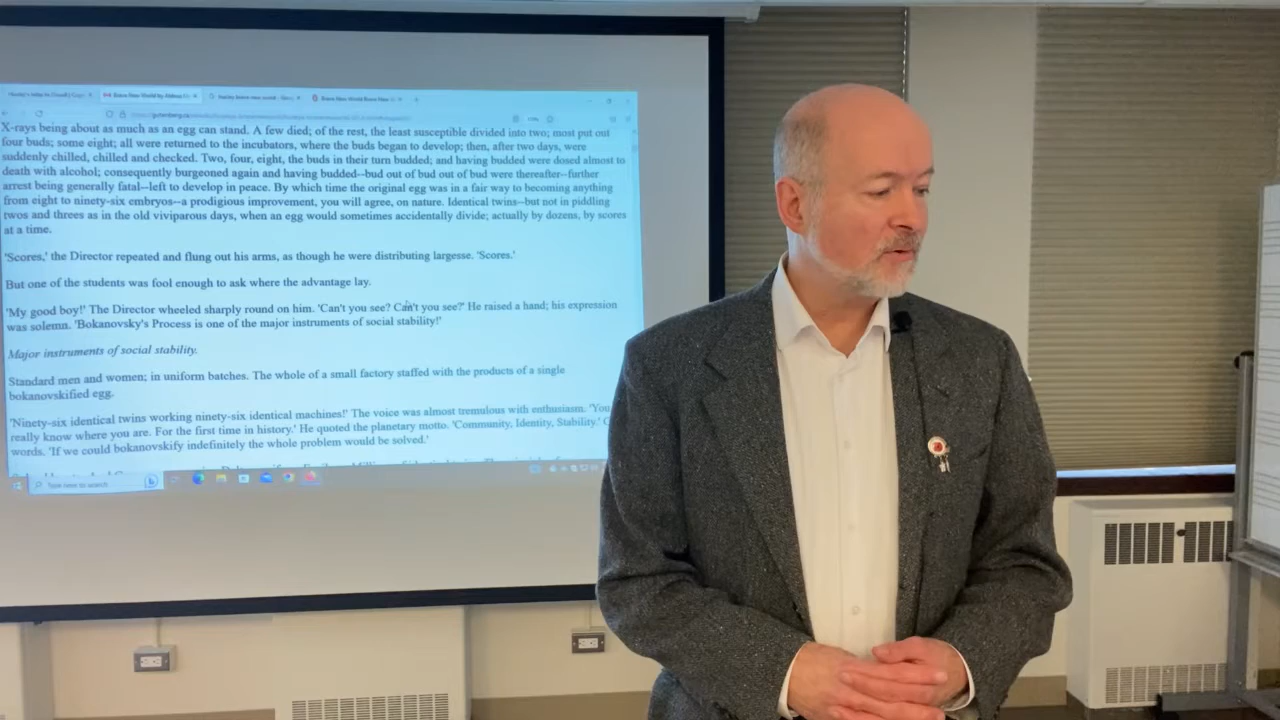 Brave New World by Aldous
X-rays being about as much as an egg can stand. A few died; of the rest, the least susceptible divided into two; most put out
four buds; some eight; all were returned to the incubators, where the buds began to develop; then, after two days, were
suddenly chilled, chilled and checked. Two, four, eight, the buds in their turn budded; and having budded were dosed almost to
death with alcohol; consequently burgeoned again and having budded--bud out of bud out of bud were thereafter--further
arrest being generally fatal--left to develop in peace. By which time the original egg was in a fair way to becoming anything
from eight to ninety-six embryos--a prodigious improvement, you will agree, on nature. Identical twins--but not in piddling
twos and threes as in the old viviparous days, when an egg would sometimes accidentally divide; actually by dozens, by scores
at a time.
'Scores,' the Director repeated and flung out his arms, as though he were distributing largesse. 'Scores.'
But one of the students was fool enough to ask where the advantage lay.
'My good boy!' The Director wheeled sharply round on him. 'Can't you see? Can't you see?' He raised a hand; his expression
was solemn. 'Bokanovsky's Process is one of the major instruments of social stability!'
Major instruments of social stability.
Standard men and women; in uniform batches. The whole of a small factory staffed with the products of a single
bokanovskified egg.
'Ninety-six identical twins working ninety-six identical machines!' The voice was almost tremulous with enthusiasm. 'You
really know where you are. For the first time in history.' He quoted the planetary motto. 'Community, Identity, Stability.'
words. 'If we could bokanovskify indefinitely the whole problem would be solved.'
Type here to search